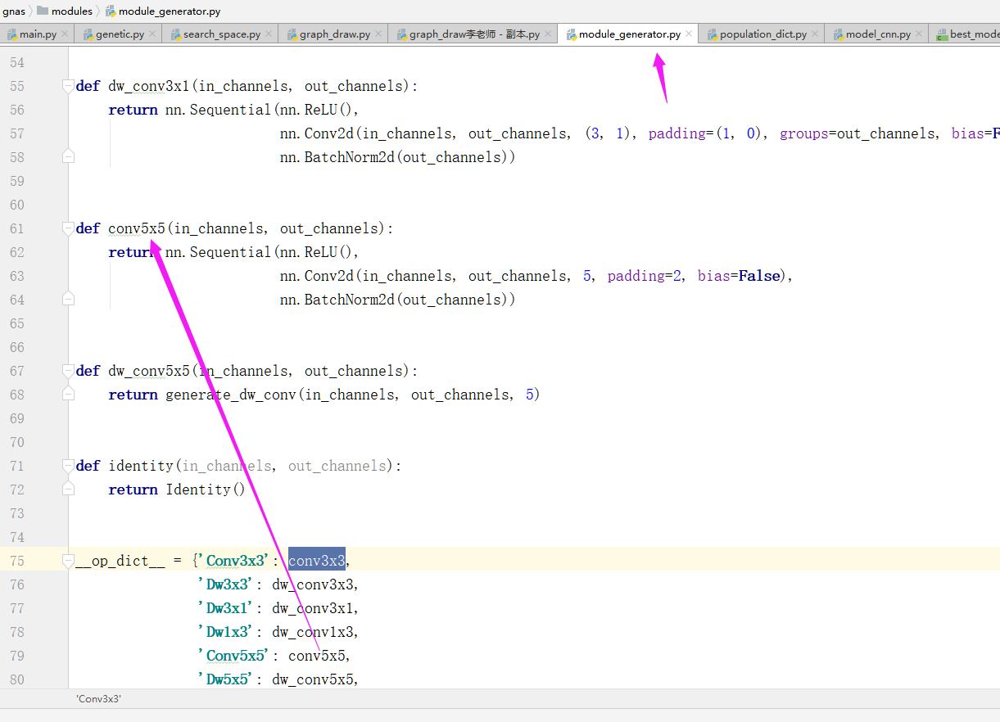 gnas modules module_generator.py
main.py genetic.py search_space.py graph_draw.py graph_draw李老师 - 副本.py module_generator.py population_dict.py model_cnn.py best_mode
54
55 def dw_conv3x1(in_channels, out_channels):
56 return nn.Sequential(nn.ReLU(),
57 nn.Conv2d(in_channels, out_channels, (3, 1), padding=(1, 0), groups=out_channels, bias=F
58 nn.BatchNorm2d(out_channels))
59
60
61 def conv5x5(in_channels, out_channels):
62 return nn.Sequential(nn.ReLU(),
63 nn.Conv2d(in_channels, out_channels, 5, padding=2, bias=False),
64 nn.BatchNorm2d(out_channels))
65
66
67 def dw_conv5x5(in_channels, out_channels):
68 return generate_dw_conv(in_channels, out_channels, 5)
69
70
71 def identity(in_channels, out_channels):
72 return Identity()
73
74
75 __op_dict__ = {'Conv3x3': conv3x3,
76 'Dw3x3': dw_conv3x3,
77 'Dw3x1': dw_conv3x1,
78 'Dw1x3': dw_conv1x3,
79 'Conv5x5': conv5x5,
80 'Dw5x5': dw_conv5x5,
'Conv3x3'